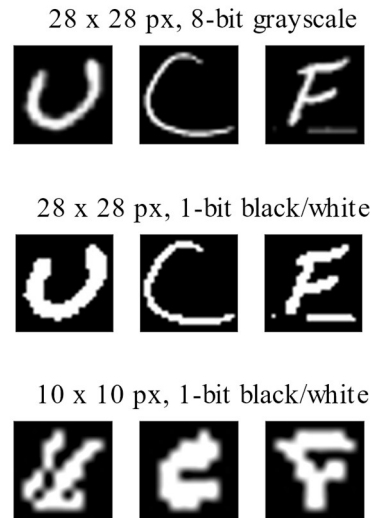 28 x 28 px, 8-bit grayscale
U C F
28 x 28 px, 1-bit black/white
U C F
10 x 10 px, 1-bit black/white